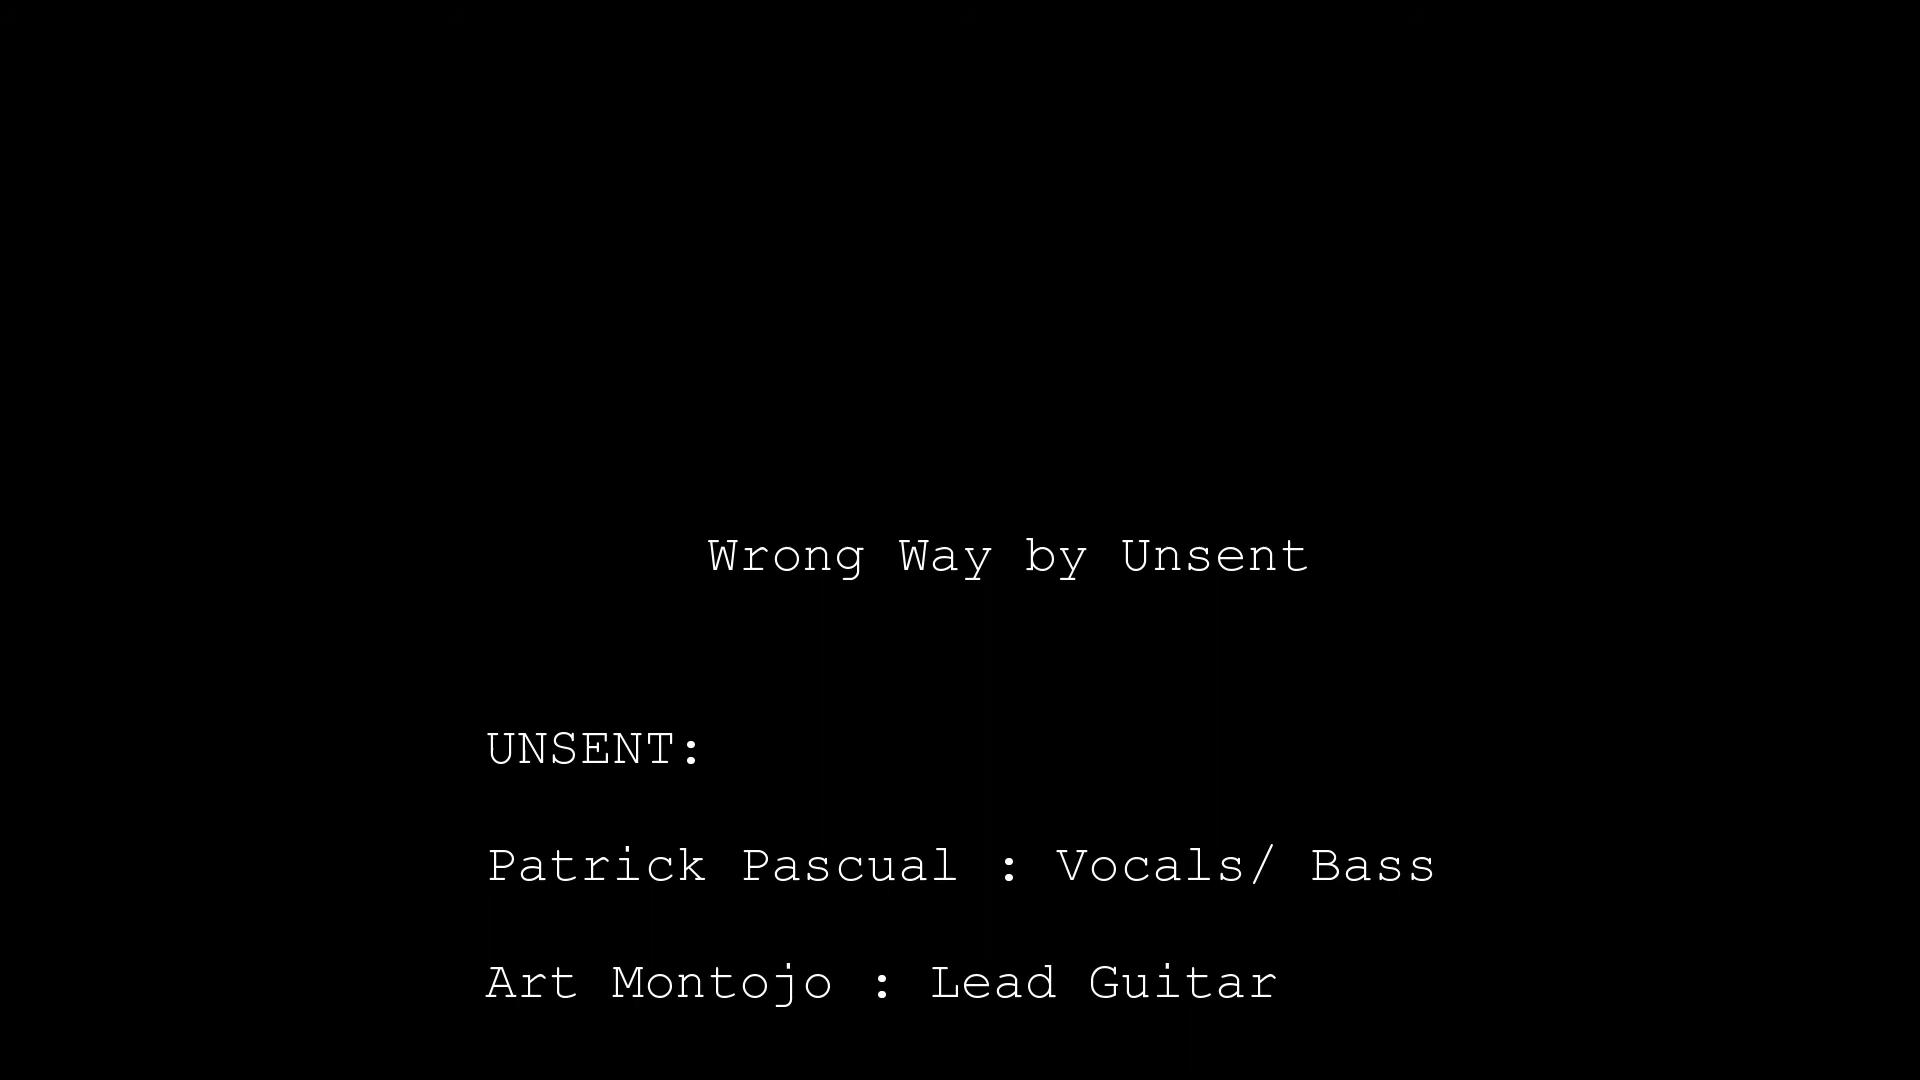 Wrong Way by Unsent
UNSENT:
Patrick Pascual : Vocals/ Bass
Art Montojo : Lead Guitar